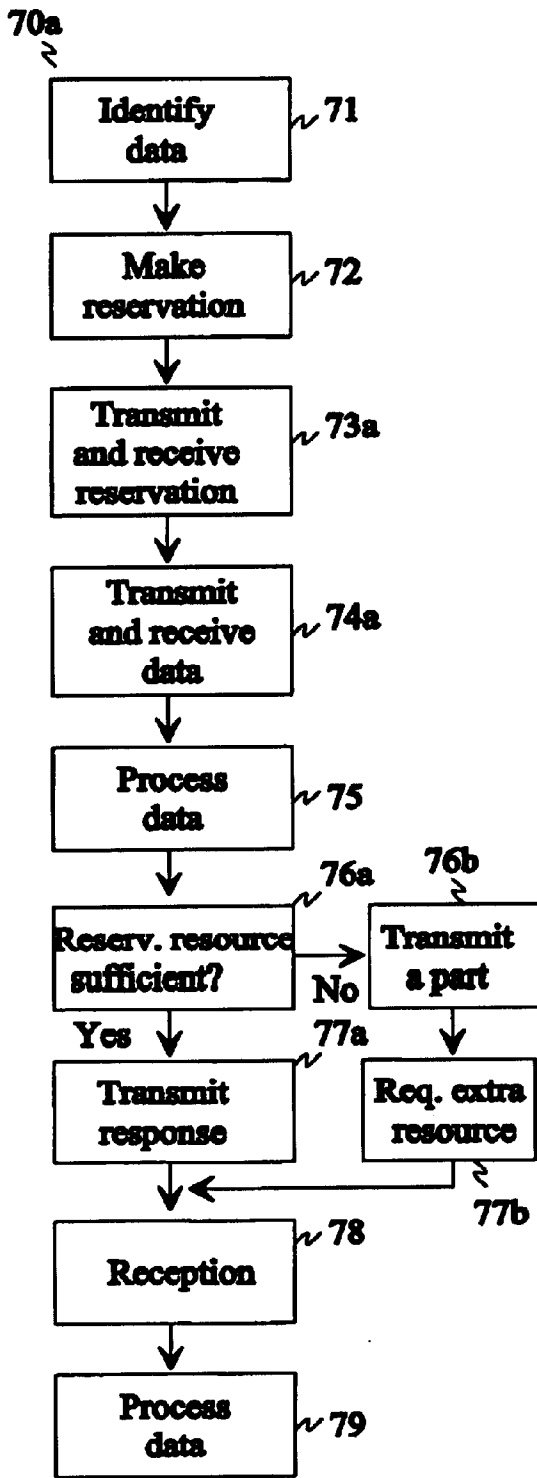 70a
Identify
data
71
Make
reservation
72
Transmit
and receive
reservation
73a
Transmit
and receive
data
74a
Process
data
75
76a
76b
Reserv. resource
sufficient?
Transmit
a part
No
Yes
77a
Transmit
response
Req. extra
resource
77b
78
Reception
Process
data
79